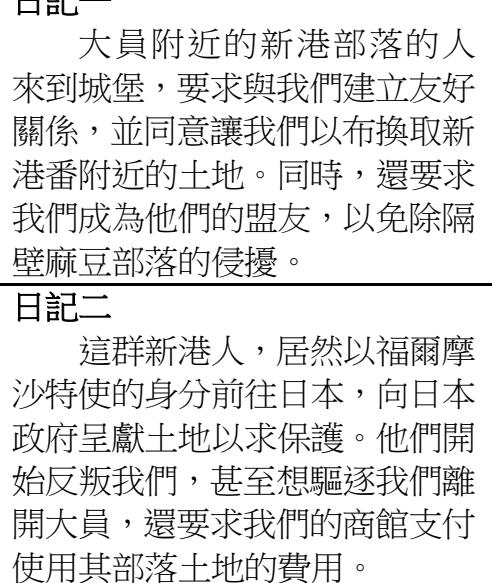 日記一
大員附近的新港部落的人
來到城堡，要求與我們建立友好
關係，並同意讓我們以布換取新
港番附近的土地。同時，還要求
我們成為他們的盟友，以免除隔
壁麻豆部落的侵擾。
日記二
這群新港人，居然以福爾摩
沙特使的身分前往日本，向日本
政府呈獻土地以求保護。他們開
始反叛我們，甚至想驅逐我們離
開大員，還要求我們的商館支付
使用其部落土地的費用。